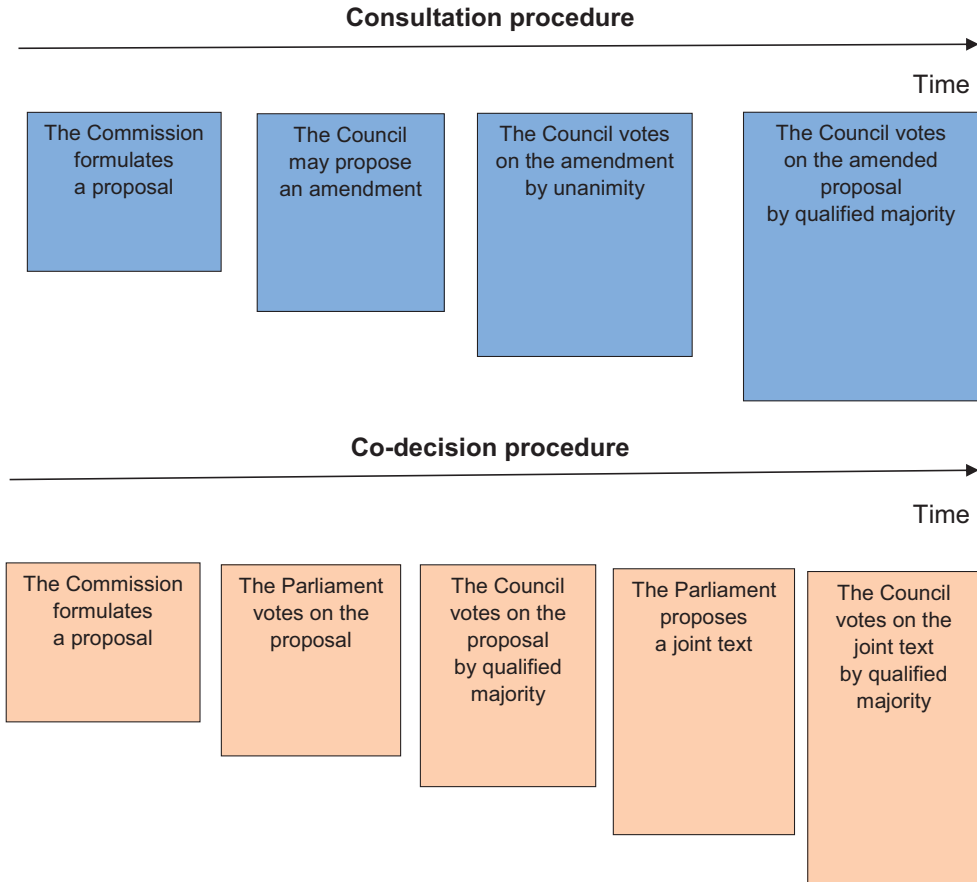 Consultation procedure
Time
The Commission
formulates
a proposal
The Council
may propose
an amendment
The Council votes
on the amendment
by unanimity
The Council votes
on the amended
proposal
by qualified majority
Co-decision procedure
Time
The Commission
formulates
a proposal
The Parliament
votes on the
proposal
The Council
votes on the
proposal
by qualified
majority
The Parliament
proposes
a joint text
The Council
votes on the
joint text
by qualified
majority